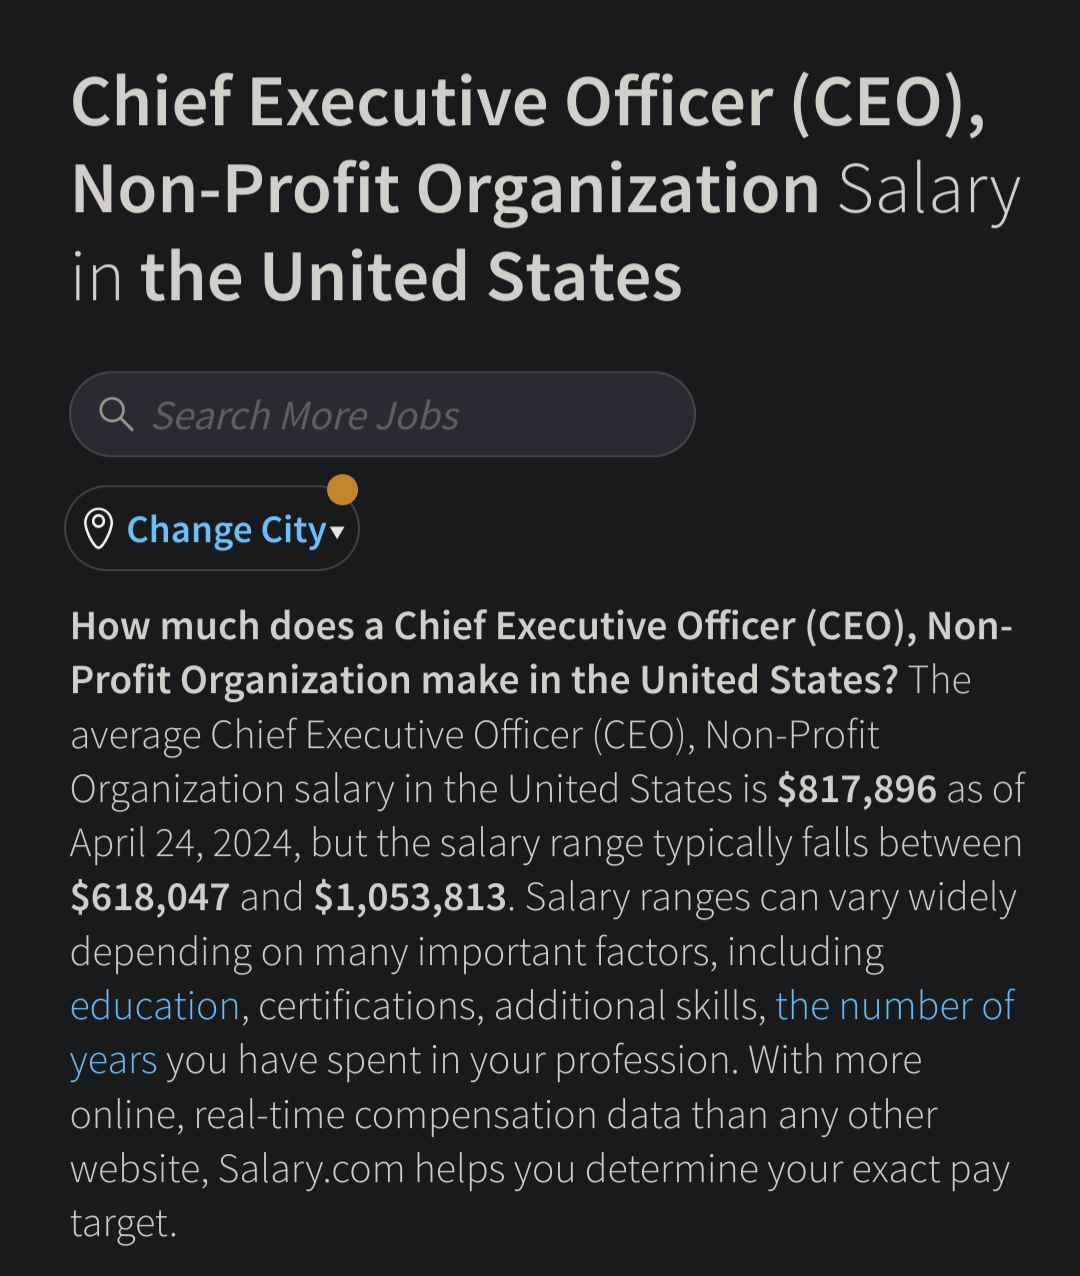 Chief Executive Officer (CEO),
Non-Profit Organization Salary
in the United States
Search More Jobs
Change City
How much does a Chief Executive Officer (CEO), Non-
Profit Organization make in the United States? The
average Chief Executive Officer (CEO), Non-Profit
Organization salary in the United States is $817,896 as of
April 24, 2024, but the salary range typically falls between
$618,047 and $1,053,813. Salary ranges can vary widely
depending on many important factors, including
education, certifications, additional skills, the number of
years you have spent in your profession. With more
online, real-time compensation data than any other
website, Salary.com helps you determine your exact pay
target.